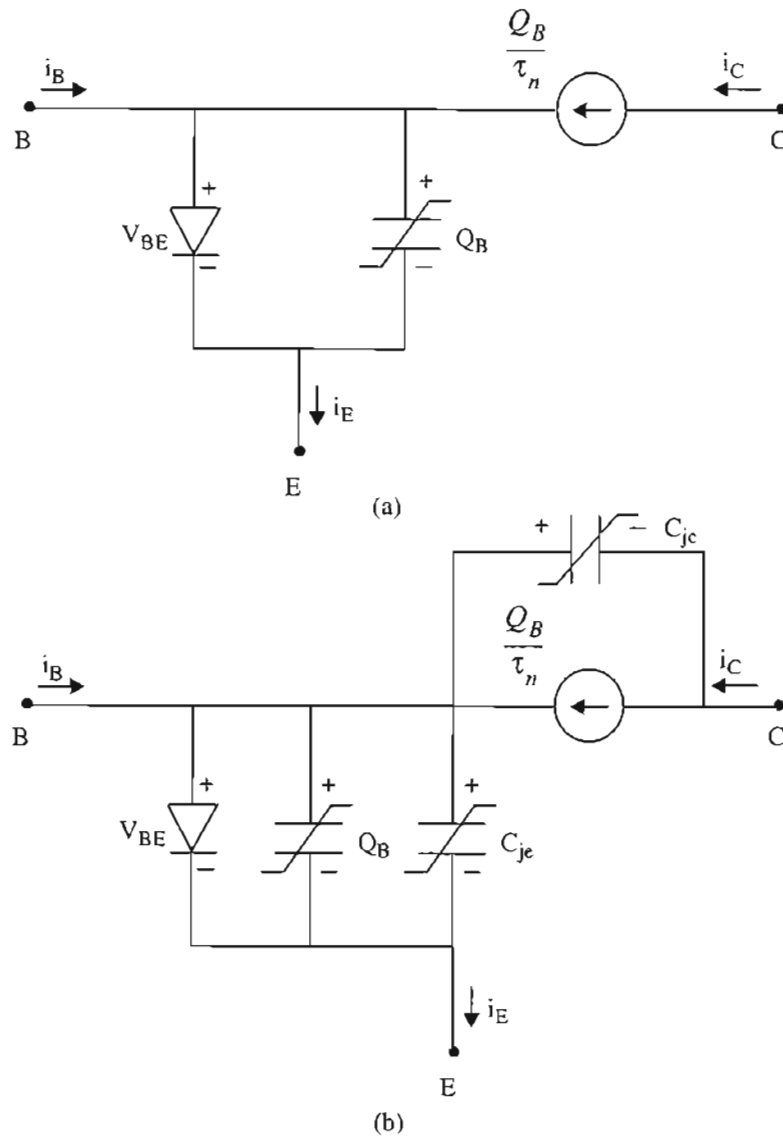 Q_B
τ_n
i_B
i_C
B
C
+
+
V_BE
Q_B
–
–
i_E
E
(a)
+
–
C_jc
Q_B
τ_n
i_B
i_C
B
C
+
+
+
V_BE
Q_B
C_je
–
–
–
i_E
E
(b)